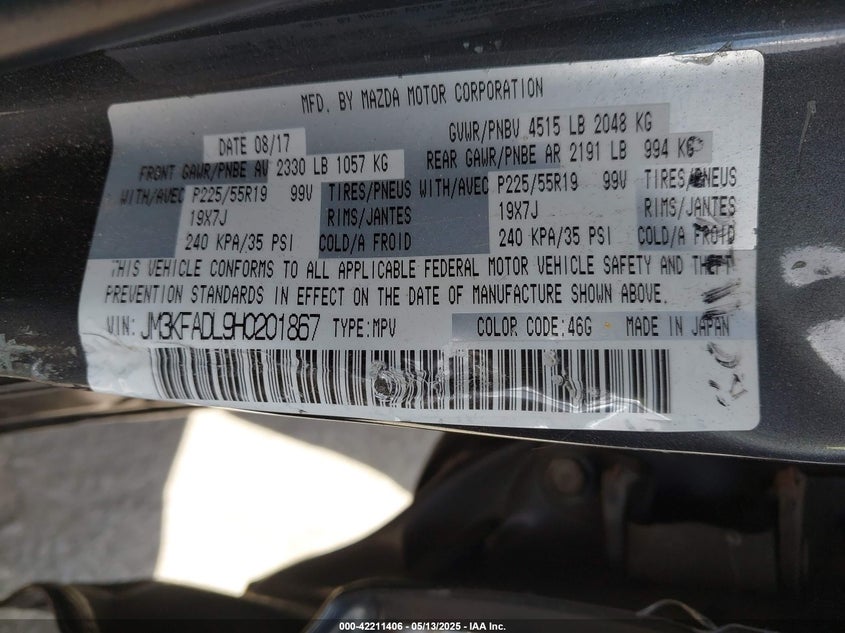 MFD. BY MAZDA MOTOR CORPORATION
DATE 08/17 GVWR/PNBV 4515 LB 2048 KG
FRONT GAWR/PNBE AV 2330 LB 1057 KG REAR GAWR/PNBE AR 2191 LB 994 KG
WITH/AVEC P225/55R19 99V TIRES/PNEUS WITH/AVEC P225/55R19 99V TIRES/PNEUS
19X7J RIMS/JANTES 19X7J RIMS/JANTES
240 KPA/35 PSI COLD/A FROID 240 KPA/35 PSI COLD/A FROID
THIS VEHICLE CONFORMS TO ALL APPLICABLE FEDERAL MOTOR VEHICLE SAFETY AND THEFT
PREVENTION STANDARDS IN EFFECT ON THE DATE OF MANUFACTURE SHOWN ABOVE.
VIN: JM3KFADL9H0201867 TYPE:MPV COLOR CODE:46G MADE IN JAPAN
000-42211406 - 05/13/2025 - IAA Inc.